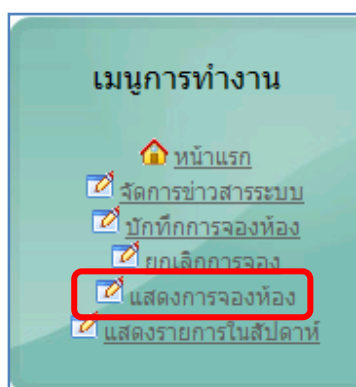 เมนูการทำงาน
หน้าแรก
จัดการข่าวสารระบบ
บันทึกการจองห้อง
ยกเลิกการจอง
แสดงการจองห้อง
แสดงรายการในสัปดาห์